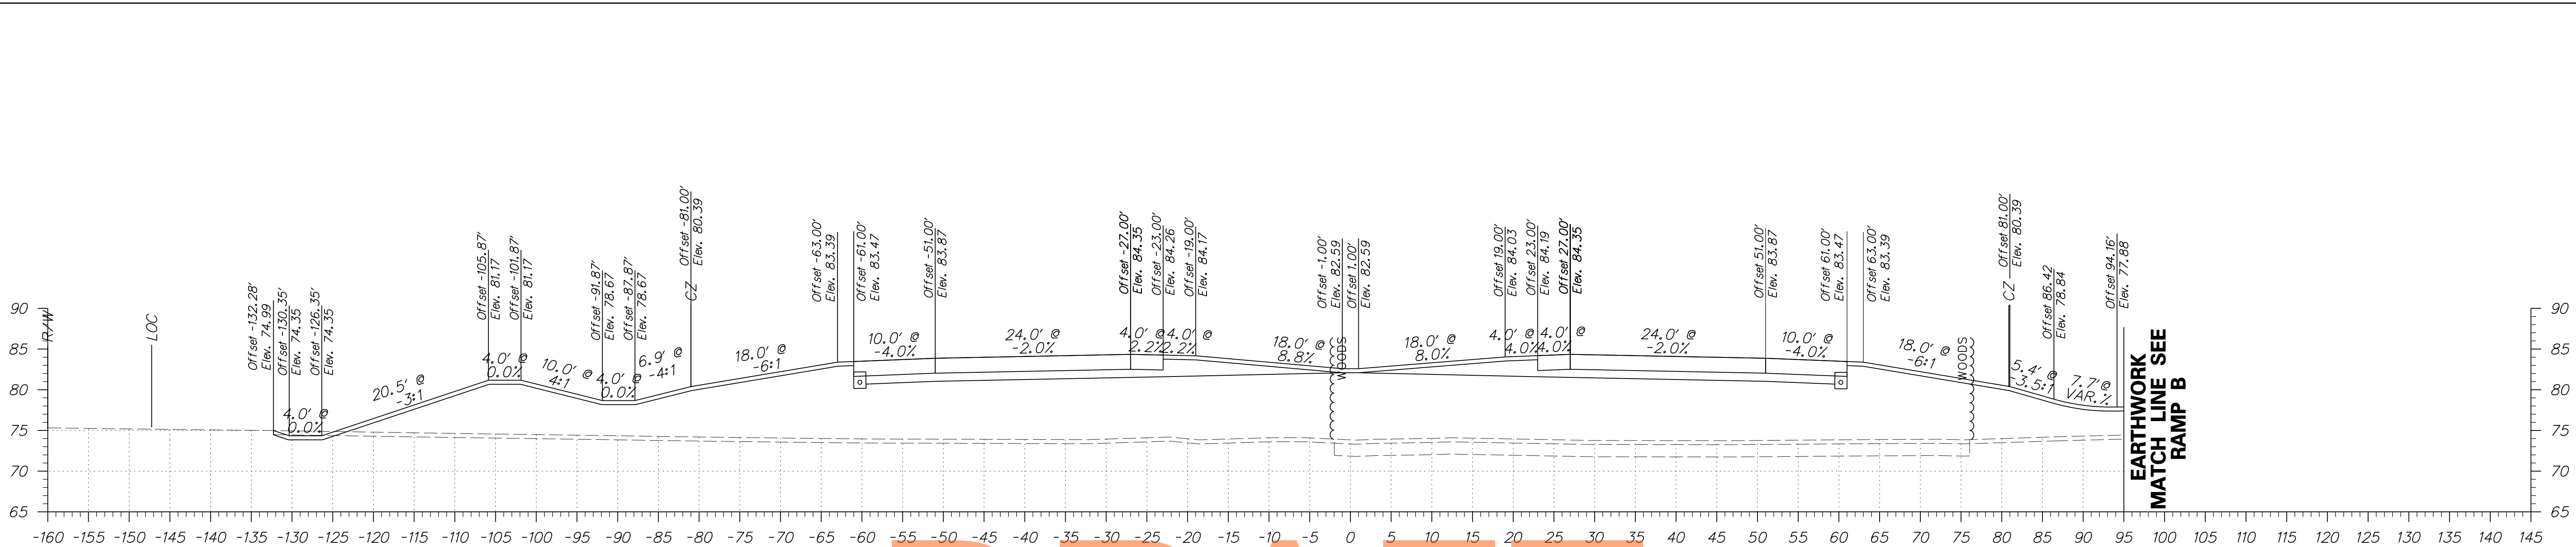 R/W
LOC
Offset -132.28'
Elev. 74.99
Offset -130.35'
Elev. 74.35
Offset -126.35'
Elev. 74.35
Offset -105.87'
Elev. 81.17
Offset -101.87'
Elev. 81.17
Offset -91.87'
Elev. 78.67
Offset -87.87'
Elev. 78.67
Offset -81.00'
Elev. 80.39
CZ
Offset -63.00'
Elev. 83.39
Offset -61.00'
Elev. 83.47
Offset -51.00'
Elev. 83.87
Offset -27.00'
Elev. 84.35
Offset -23.00'
Elev. 84.26
Offset -19.00'
Elev. 84.17
Offset -1.00'
Elev. 82.59
Offset 1.00'
Elev. 82.59
Offset 19.00'
Elev. 84.03
Offset 23.00'
Elev. 84.19
Offset 27.00'
Elev. 84.35
Offset 51.00'
Elev. 83.87
Offset 61.00'
Elev. 83.47
Offset 63.00'
Elev. 83.39
Offset 81.00'
Elev. 80.39
CZ
Offset 86.42
Elev. 78.84
Offset 94.16'
Elev. 77.88
4.0' @
0.0%
20.5' @
-3:1
4.0' @
0.0%
10.0' @
4:1
4.0' @
0.0%
6.9' @
-4:1
18.0' @
-6:1
10.0' @
-4.0%
24.0' @
-2.0%
4.0' @
2.2%
4.0' @
2.2%
18.0' @
8.8%
WOODS
18.0' @
8.0%
4.0' @
4.0%
4.0' @
4.0%
24.0' @
-2.0%
10.0' @
-4.0%
18.0' @
-6:1
WOODS
5.4' @
-3.5:1
7.7' @
VAR.%
EARTHWORK
MATCH LINE SEE
RAMP B
90 90
85 85
80 80
75 75
70 70
65 65
-160 -155 -150 -145 -140 -135 -130 -125 -120 -115 -110 -105 -100 -95 -90 -85 -80 -75 -70 -65 -60 -55 -50 -45 -40 -35 -30 -25 -20 -15 -10 -5 0 5 10 15 20 25 30 35 40 45 50 55 60 65 70 75 80 85 90 95 100 105 110 115 120 125 130 135 140 145